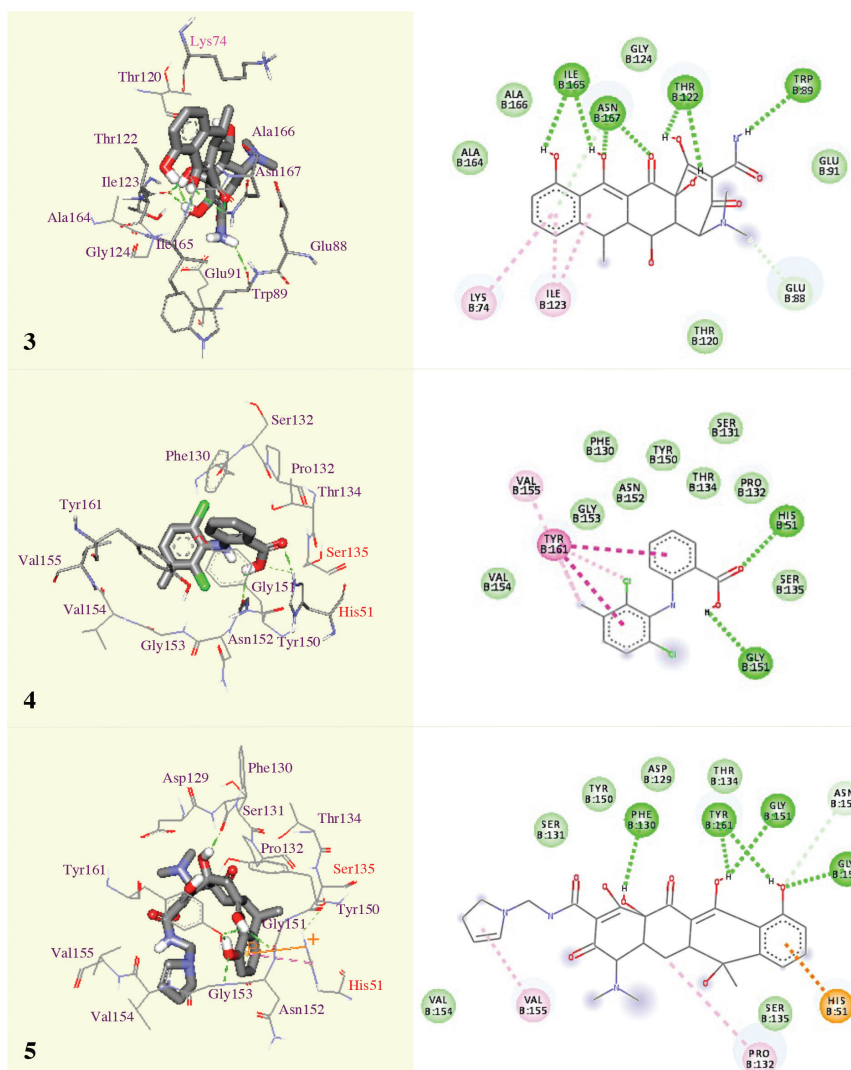 Lys74
Thr120
Thr122
Ala166
Asn167
Ile123
Ala164
Gly124
Ile165
Glu91
Glu88
Trp89
3
GLY
B:124
ILE
B:165
THR
B:122
TRP
B:89
ALA
B:166
ASN
B:167
ALA
B:164
GLU
B:91
H
H
O
O
O
O
H
O
H
N
H
O
O
N
O
LYS
B:74
ILE
B:123
GLU
B:88
THR
B:120
Ser132
Phe130
Pro132
Thr134
Tyr161
Val155
Ser135
Gly151
Val154
His51
Gly153
Asn152
Tyr150
4
SER
B:131
PHE
B:130
TYR
B:150
VAL
B:155
ASN
B:152
THR
B:134
PRO
B:132
GLY
B:153
HIS
B:51
TYR
B:161
VAL
B:154
SER
B:135
Cl
O
O
N
H
Cl
GLY
B:151
Phe130
Asp129
Ser131
Thr134
Pro132
Tyr161
Ser135
Gly151
Tyr150
Val155
His51
Gly153
Asn152
Val154
5
ASP
B:129
THR
B:134
TYR
B:150
GLY
B:151
ASN
PHE
B:130
TYR
B:161
SER
B:131
H
H
H
O
O
O
O
O
O
N
N
O
O
N
VAL
B:154
VAL
B:155
SER
B:135
HIS
B:51
PRO
B:132